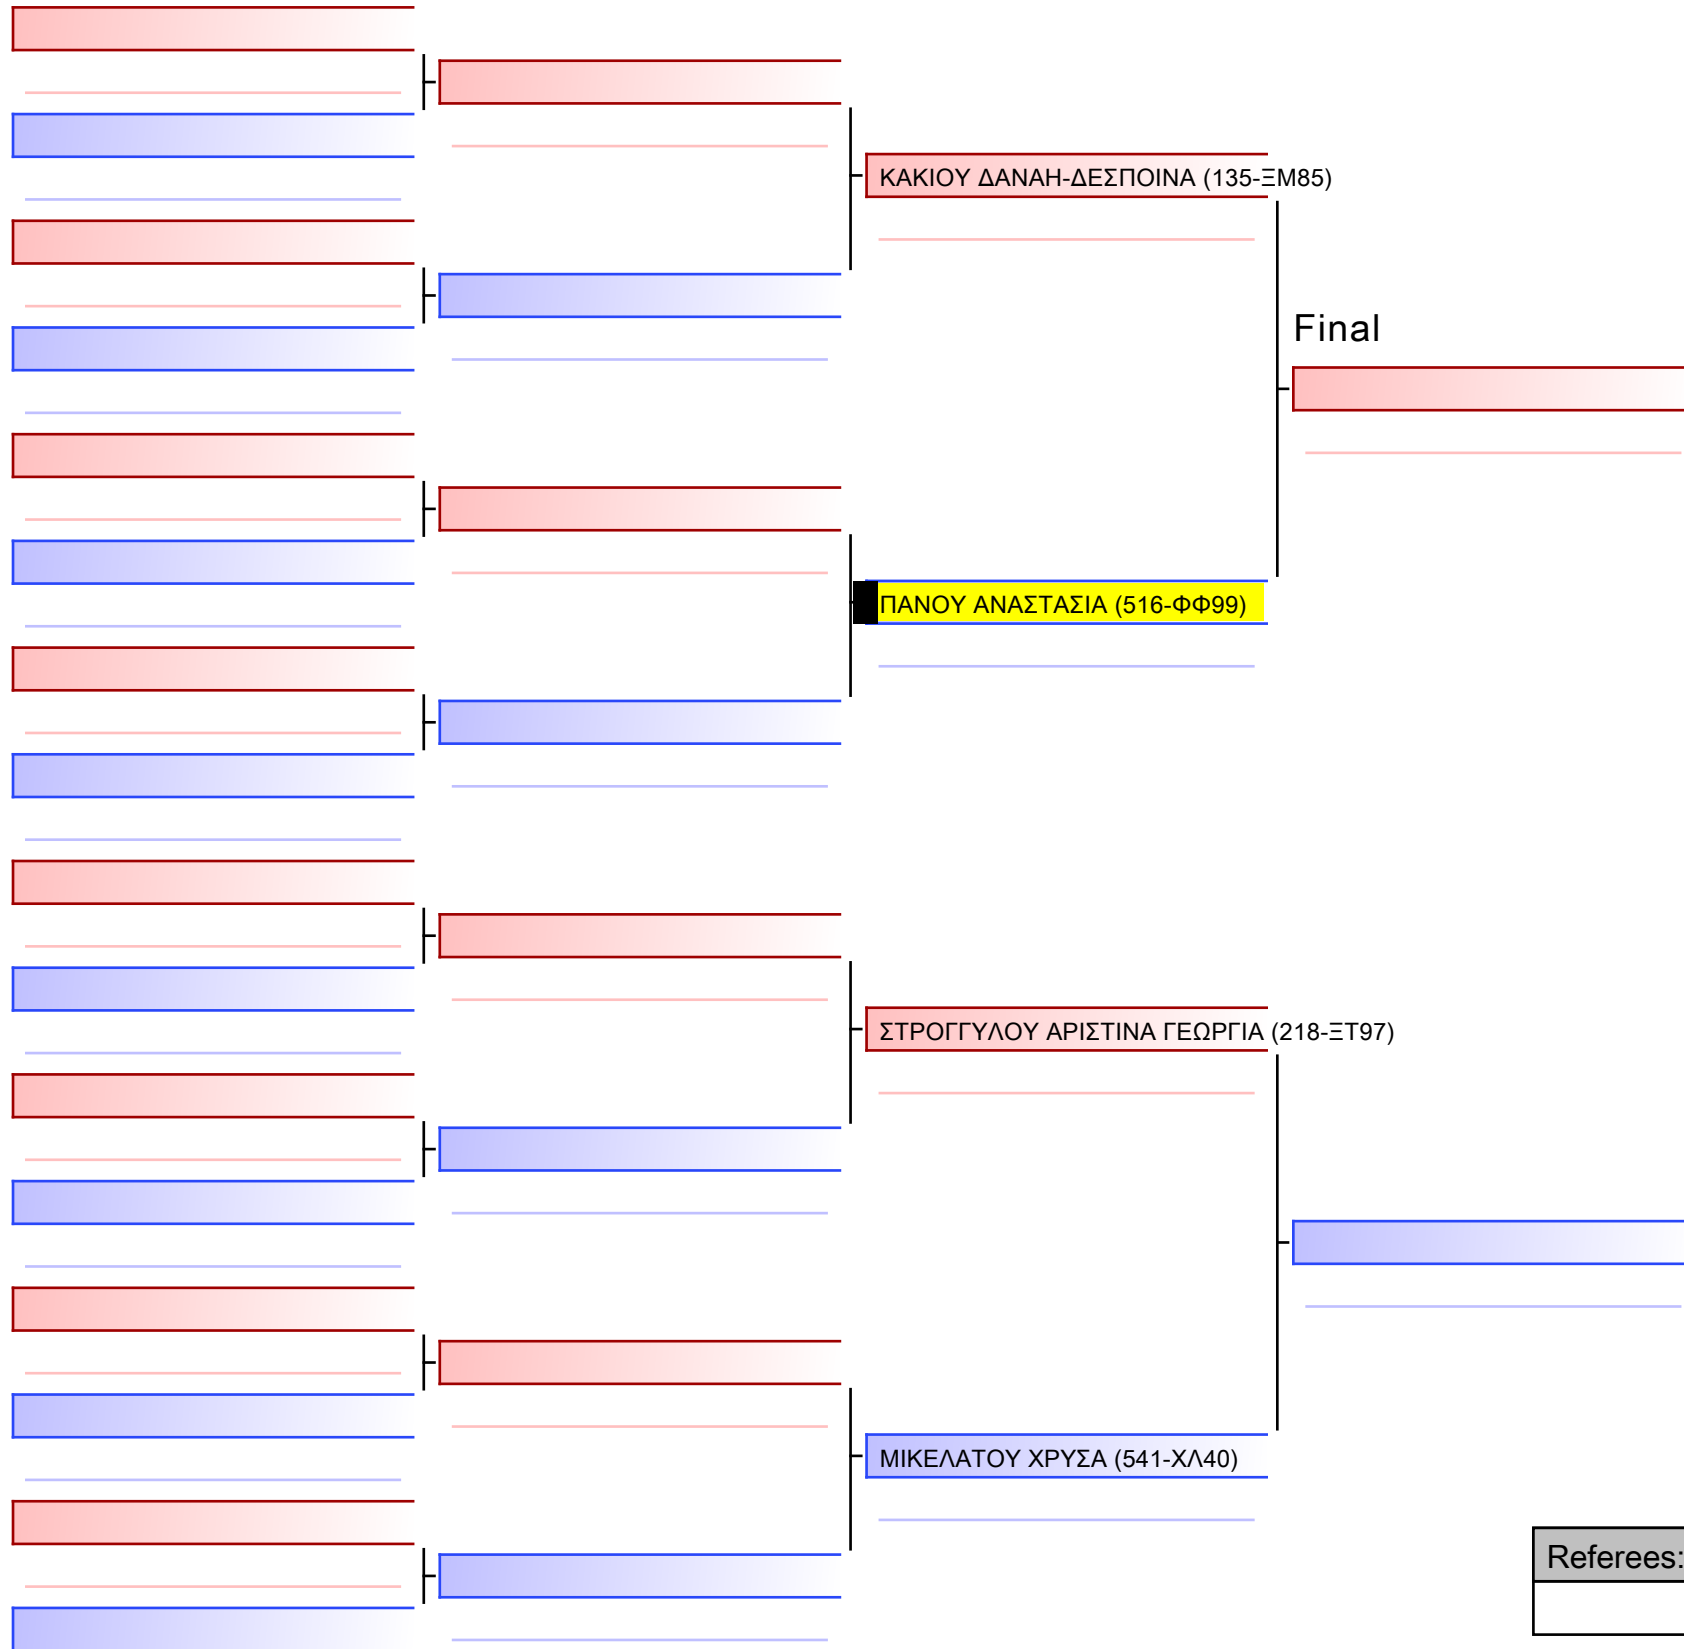 ΚΑΚΙΟΥ ΔΑΝΑΗ-ΔΕΣΠΟΙΝΑ (135-ΞΜ85)
Final
ΠΑΝΟΥ ΑΝΑΣΤΑΣΙΑ (516-ΦΦ99)
ΣΤΡΟΓΓΥΛΟΥ ΑΡΙΣΤΙΝΑ ΓΕΩΡΓΙΑ (218-ΞΤ97)
ΜΙΚΕΛΑΤΟΥ ΧΡΥΣΑ (541-ΧΛ40)
Referees: